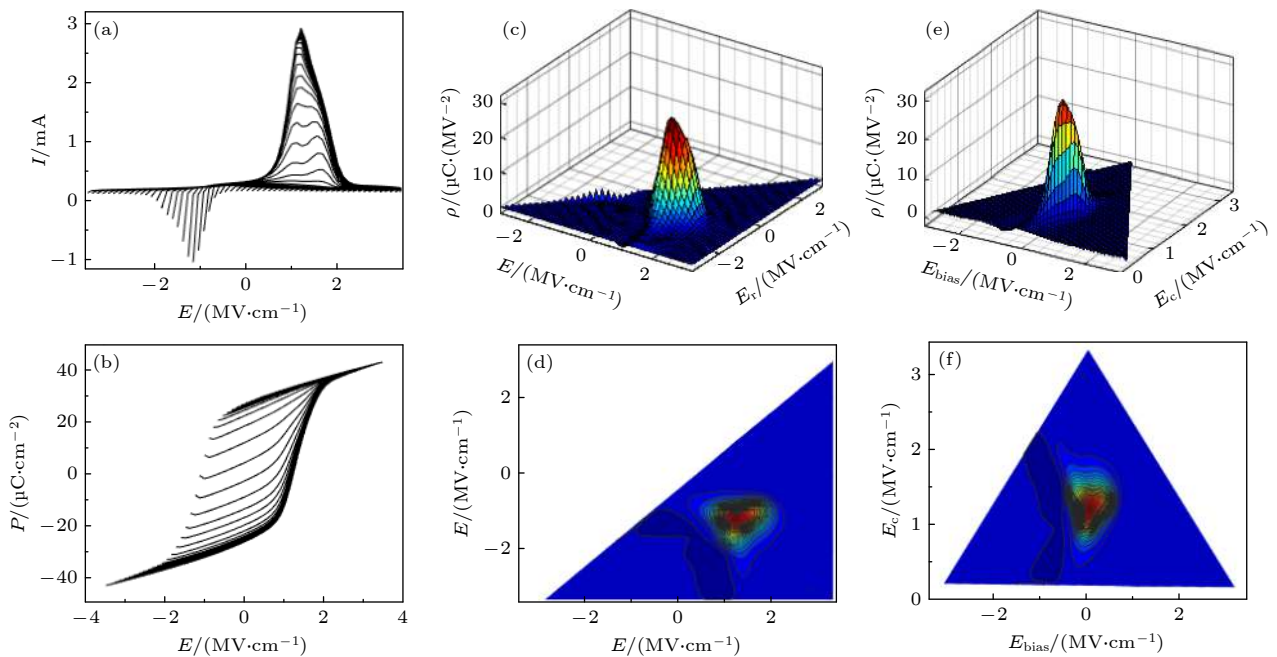 (a)
3
2
1
0
−1
I/mA
−2
0
2
E/(MV·cm−1)
(c)
30
20
10
0
ρ/(μC·(MV−2)
−2
0
2
E/(MV·cm−1)
−2
0
2
Er/(MV·cm−1)
(e)
30
20
10
0
ρ/(μC·(MV−2)
−2
0
2
Ebias/(MV·cm−1)
0
1
2
3
Ec/(MV·cm−1)
(b)
40
20
0
−20
−40
P/(μC·cm−2)
−4
−2
0
2
4
E/(MV·cm−1)
(d)
2
0
−2
E/(MV·cm−1)
−2
0
2
E/(MV·cm−1)
(f)
3
2
1
0
Ec/(MV·cm−1)
−2
0
2
Ebias/(MV·cm−1)